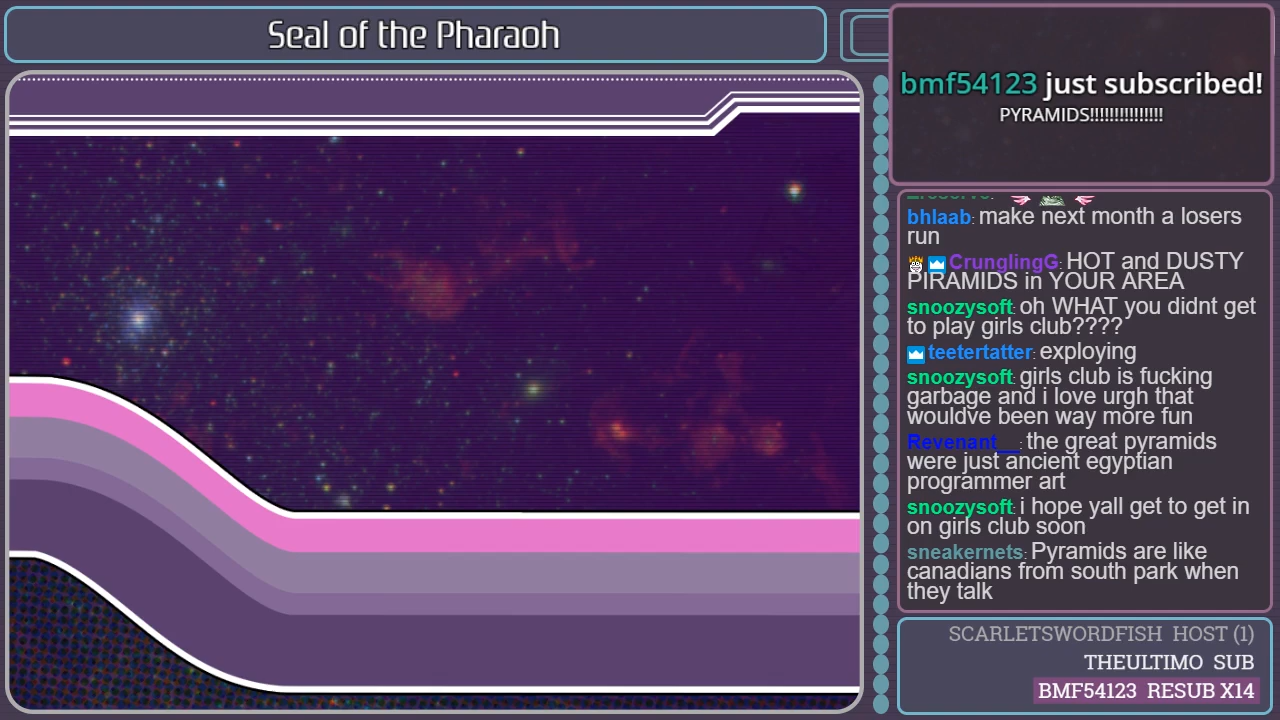 Seal of the Pharaoh
bmf54123 just subscribed!
PYRAMIDS!!!!!!!!!!!!!!!
bhlaab: make next month a losers
run
CrunglingG: HOT and DUSTY
PIRAMIDS in YOUR AREA
snoozysoft: oh WHAT you didnt get
to play girls club????
teetertatter: exploying
snoozysoft: girls club is fucking
garbage and i love urgh that
wouldve been way more fun
Revenant__: the great pyramids
were just ancient egyptian
programmer art
snoozysoft: i hope yall get to get in
on girls club soon
sneakernets: Pyramids are like
canadians from south park when
they talk
SCARLETSWORDFISH HOST (1)
THEULTIMO SUB
BMF54123 RESUB X14